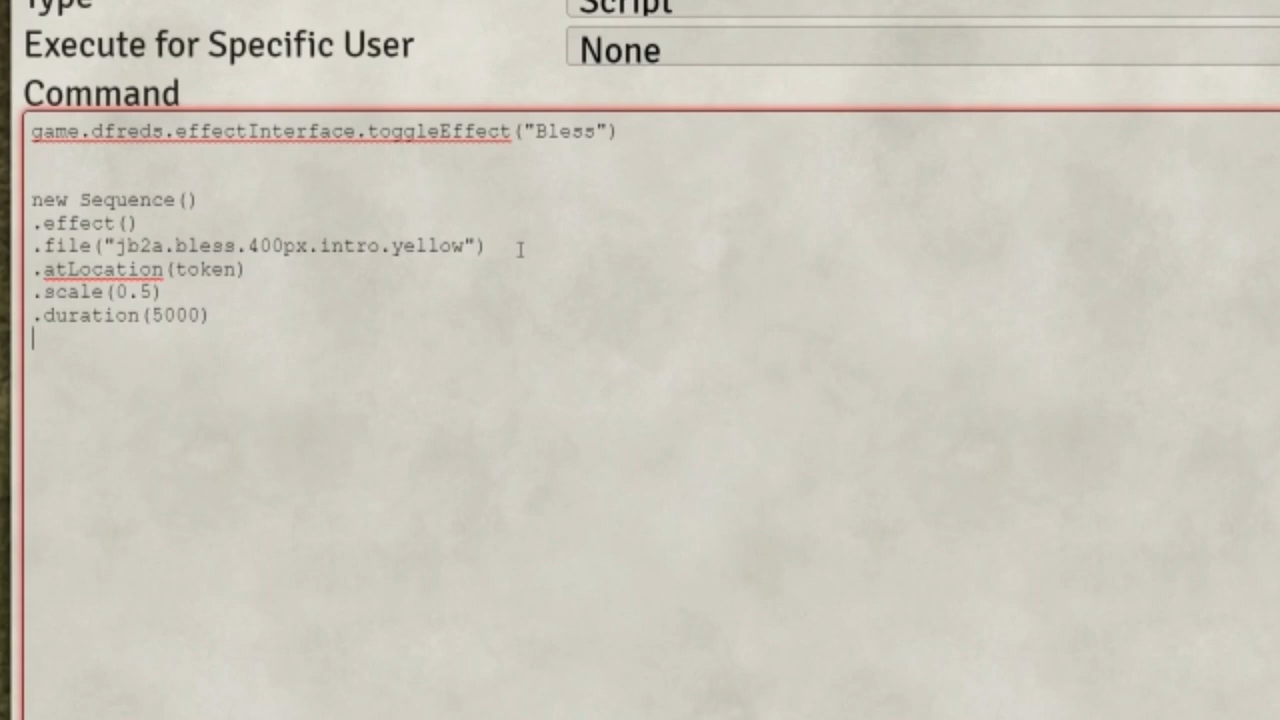 Type Script
Execute for Specific User None
Command
game.dfreds.effectInterface.toggleEffect("Bless")
new Sequence()
.effect()
.file("jb2a.bless.400px.intro.yellow")
.atLocation(token)
.scale(0.5)
.duration(5000)